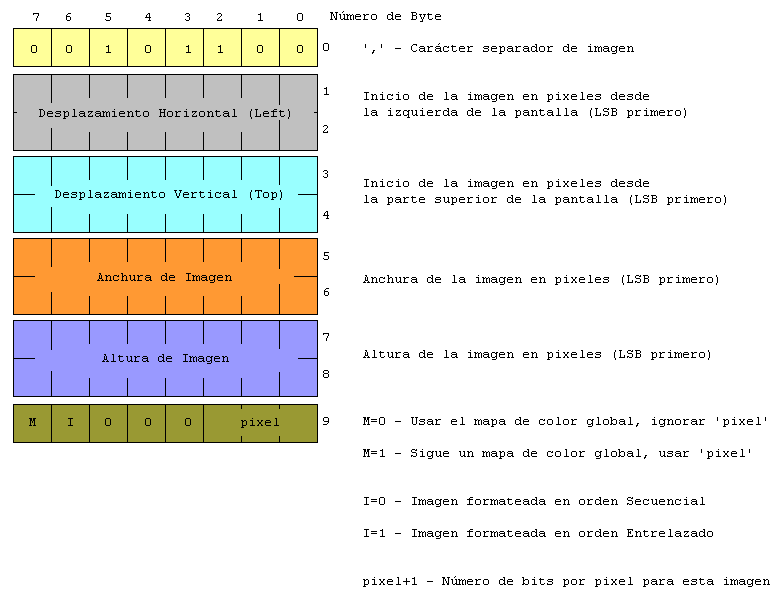 7 6 5 4 3 2 1 0 Número de Byte
0 0 1 0 1 1 0 0 0 ',' - Carácter separador de imagen
1
Desplazamiento Horizontal (Left)
2
Inicio de la imagen en pixeles desde
la izquierda de la pantalla (LSB primero)
3
Desplazamiento Vertical (Top)
4
Inicio de la imagen en pixeles desde
la parte superior de la pantalla (LSB primero)
5
Anchura de Imagen
6
Anchura de la imagen en pixeles (LSB primero)
7
Altura de Imagen
8
Altura de la imagen en pixeles (LSB primero)
M I 0 0 0 pixel 9 M=0 - Usar el mapa de color global, ignorar 'pixel'
M=1 - Sigue un mapa de color global, usar 'pixel'
I=0 - Imagen formateada en orden Secuencial
I=1 - Imagen formateada en orden Entrelazado
pixel+1 - Número de bits por pixel para esta imagen